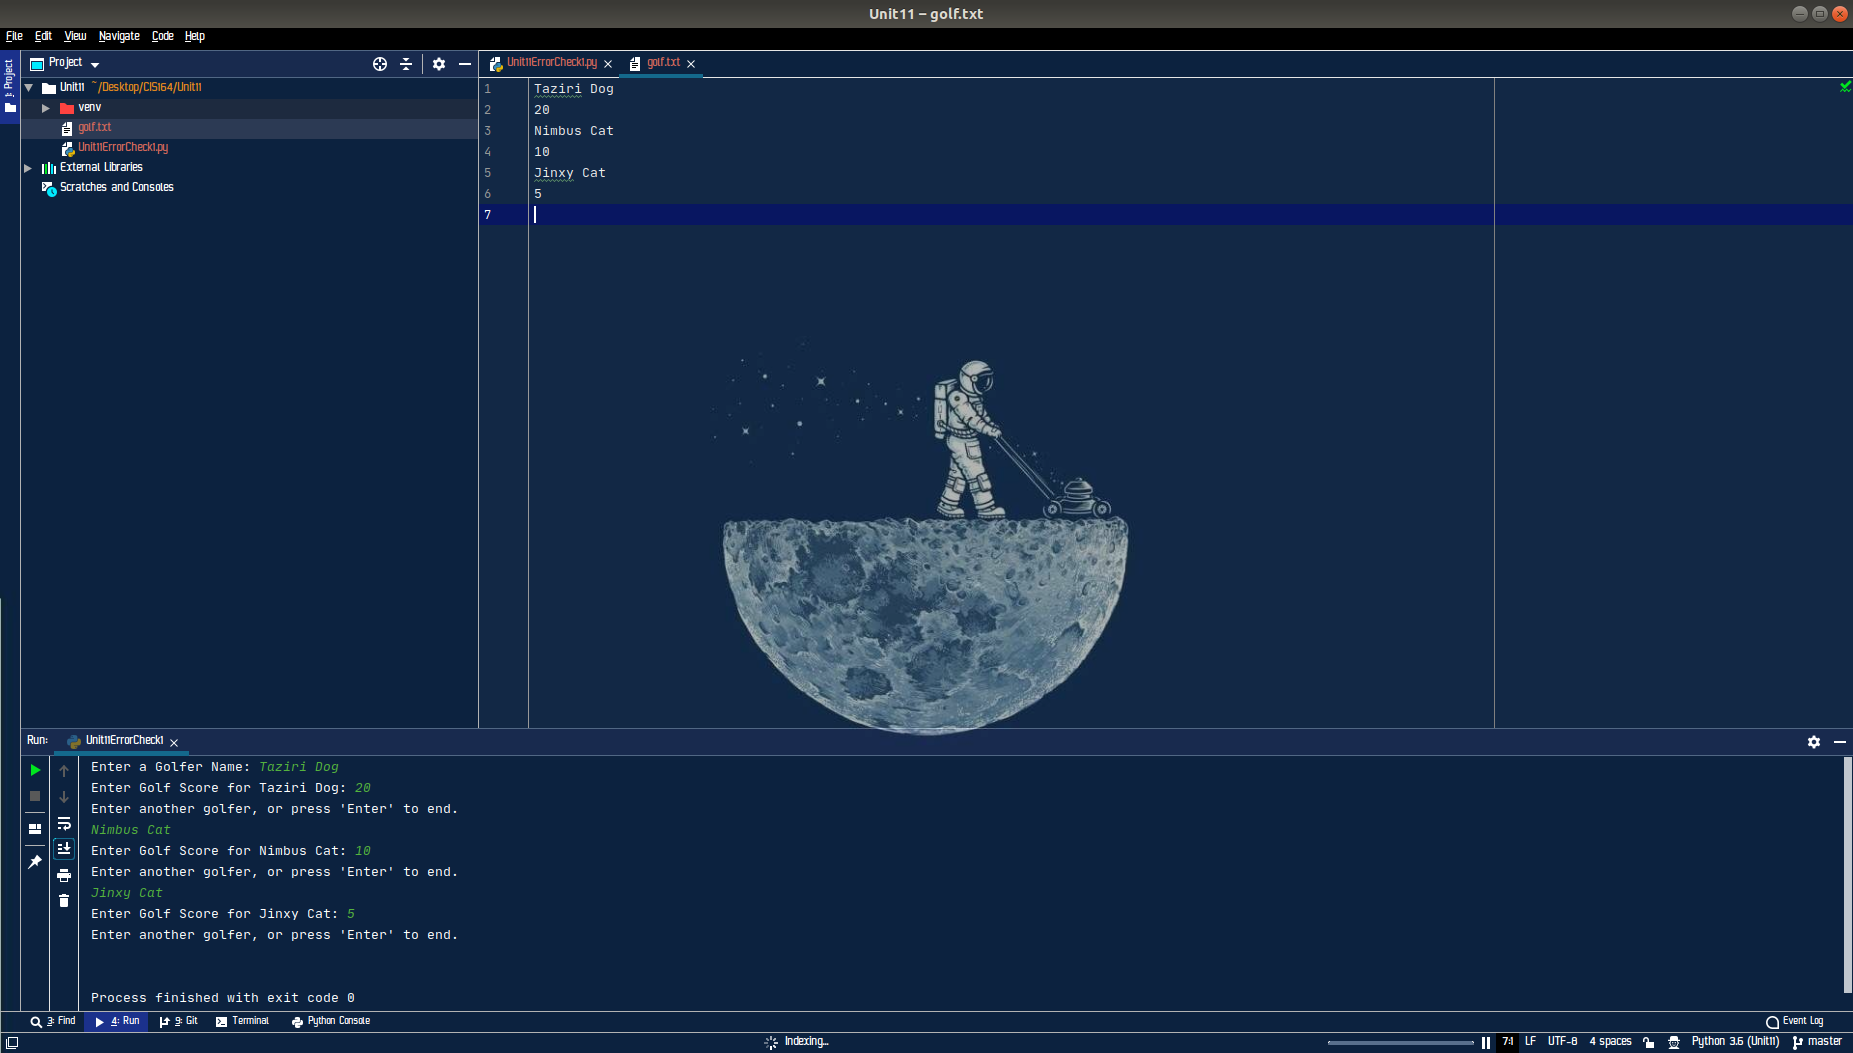 Unit11 – golf.txt
File Edit View Navigate Code Help
1: Project
Project
Unit11 ~/Desktop/CIS164/Unit11
venv
golf.txt
Unit11ErrorCheck1.py
External Libraries
Scratches and Consoles
Unit11ErrorCheck1.py golf.txt
1 Taziri Dog
2 20
3 Nimbus Cat
4 10
5 Jinxy Cat
6 5
7
Run: Unit11ErrorCheck1
Enter a Golfer Name: Taziri Dog
Enter Golf Score for Taziri Dog: 20
Enter another golfer, or press 'Enter' to end.
Nimbus Cat
Enter Golf Score for Nimbus Cat: 10
Enter another golfer, or press 'Enter' to end.
Jinxy Cat
Enter Golf Score for Jinxy Cat: 5
Enter another golfer, or press 'Enter' to end.
Process finished with exit code 0
3: Find 4: Run 9: Git Terminal Python Console Event Log
Indexing... 7:1 LF UTF-8 4 spaces Python 3.6 (Unit11) master